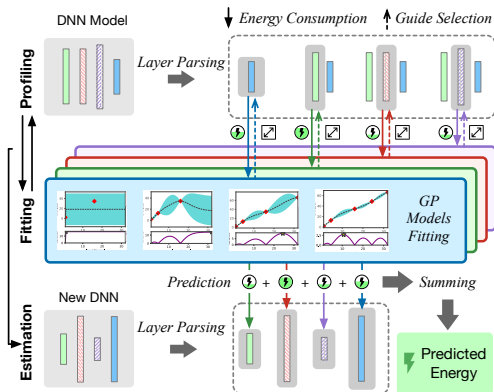 DNN Model
Energy Consumption
Guide Selection
Layer Parsing
Profiling
Fitting
GP
Models
Fitting
Prediction
+ + +
Summing
New DNN
Layer Parsing
Estimation
Predicted
Energy